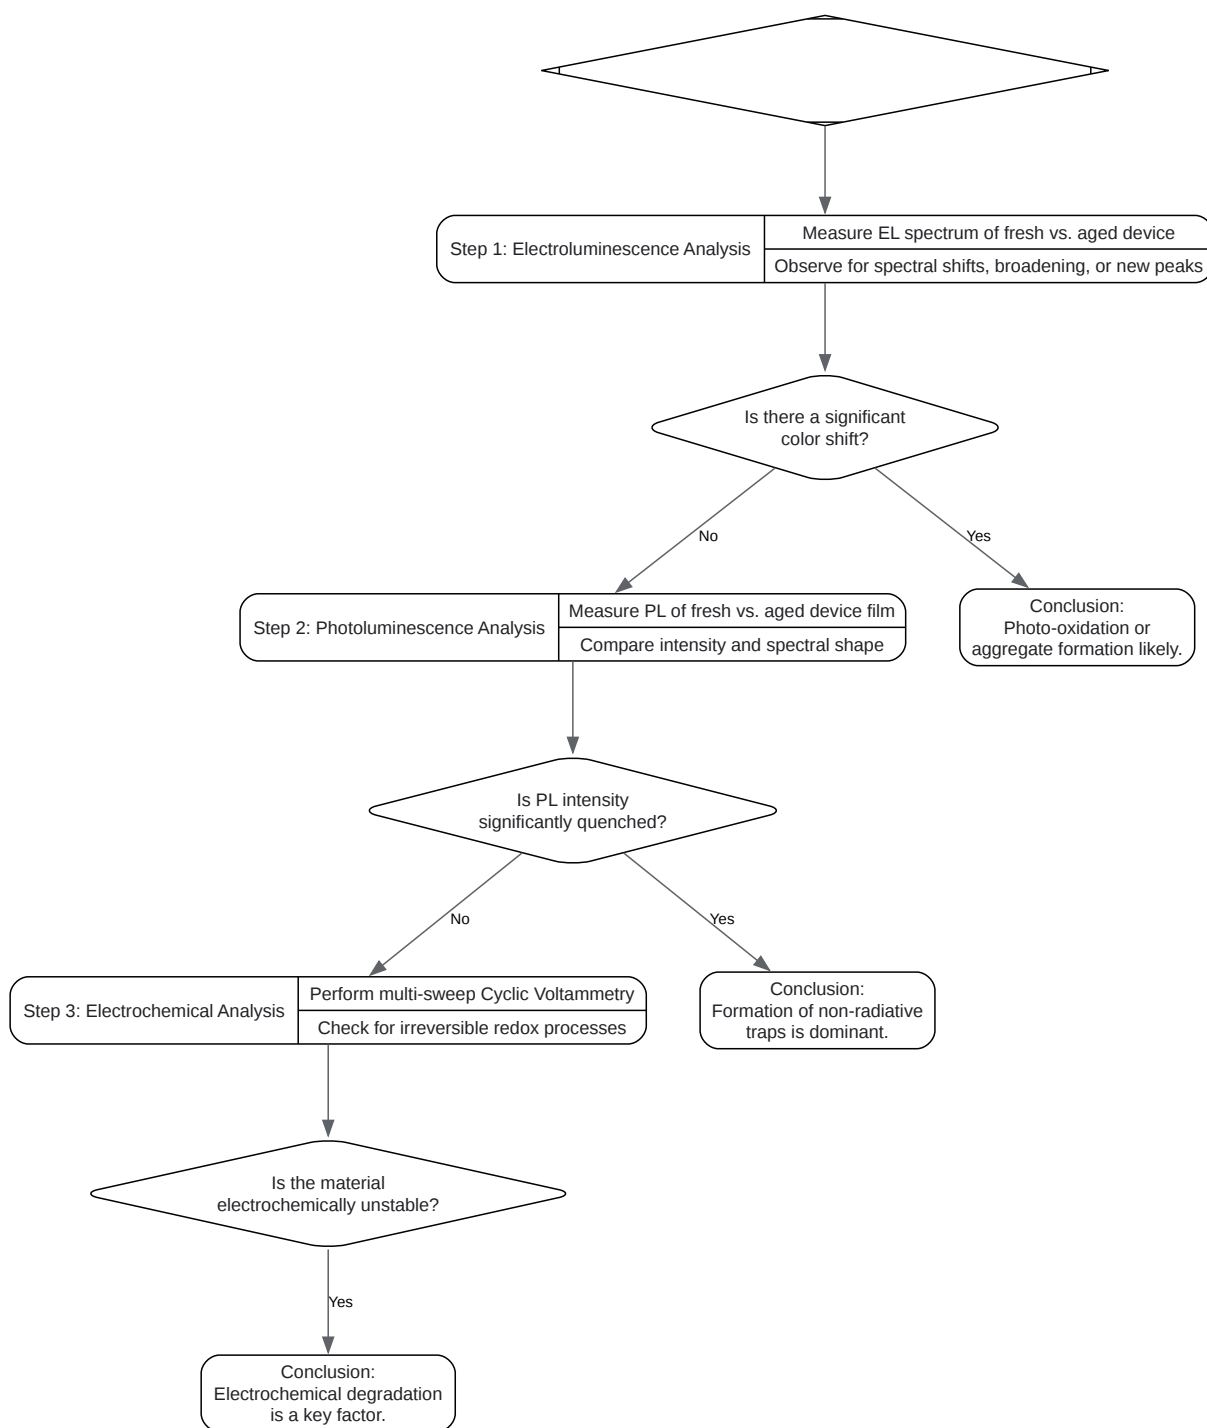 Step 1: Electroluminescence Analysis
Measure EL spectrum of fresh vs. aged device
Observe for spectral shifts, broadening, or new peaks
Is there a significant
color shift?
No
Yes
Step 2: Photoluminescence Analysis
Measure PL of fresh vs. aged device film
Compare intensity and spectral shape
Conclusion:
Photo-oxidation or
aggregate formation likely.
Is PL intensity
significantly quenched?
No
Yes
Step 3: Electrochemical Analysis
Perform multi-sweep Cyclic Voltammetry
Check for irreversible redox processes
Conclusion:
Formation of non-radiative
traps is dominant.
Is the material
electrochemically unstable?
Yes
Conclusion:
Electrochemical degradation
is a key factor.